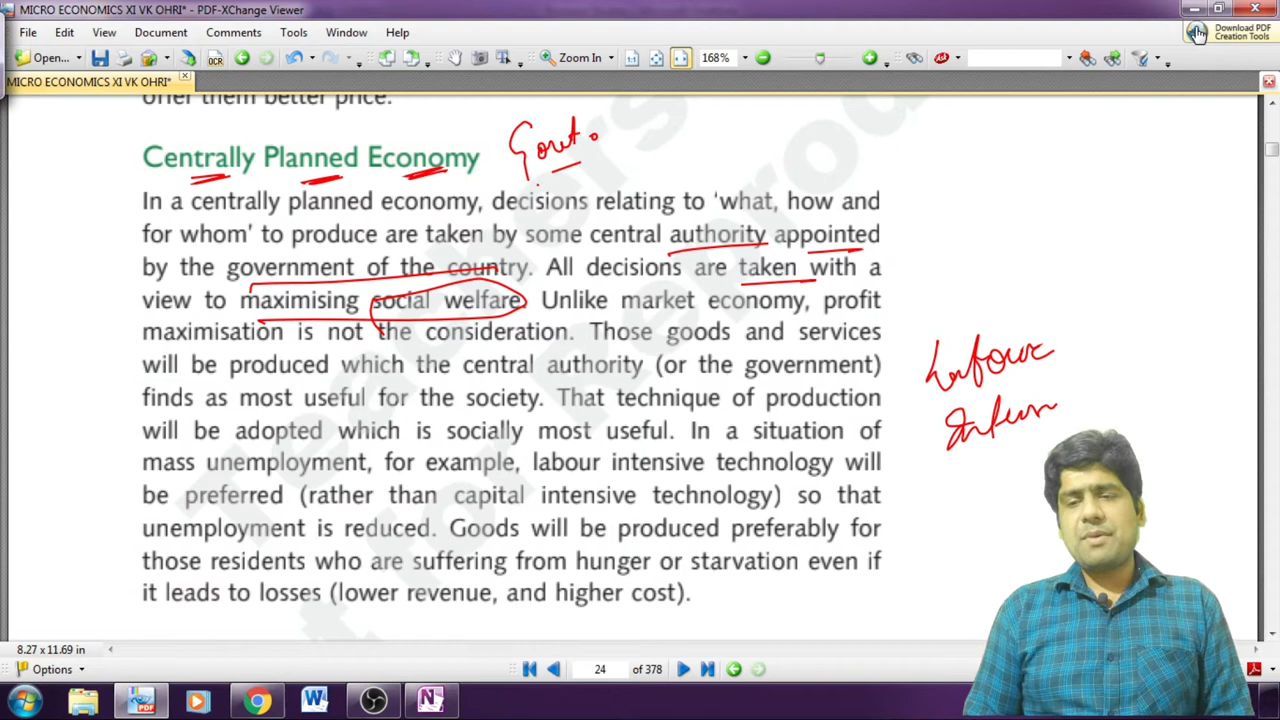 MICRO ECONOMICS XI VK OHRI* - PDF-XChange Viewer
File Edit View Document Comments Tools Window Help
Download PDF
Creation Tools
Open... OCR Zoom In 168%
MICRO ECONOMICS XI VK OHRI*
offer them better price.
Centrally Planned Economy
Govt.
In a centrally planned economy, decisions relating to 'what, how and
for whom' to produce are taken by some central authority appointed
by the government of the country. All decisions are taken with a
view to maximising social welfare. Unlike market economy, profit
maximisation is not the consideration. Those goods and services
will be produced which the central authority (or the government)
finds as most useful for the society. That technique of production
will be adopted which is socially most useful. In a situation of
mass unemployment, for example, labour intensive technology will
be preferred (rather than capital intensive technology) so that
unemployment is reduced. Goods will be produced preferably for
those residents who are suffering from hunger or starvation even if
it leads to losses (lower revenue, and higher cost).
Labour
8.27 x 11.69 in
Options 24 of 378